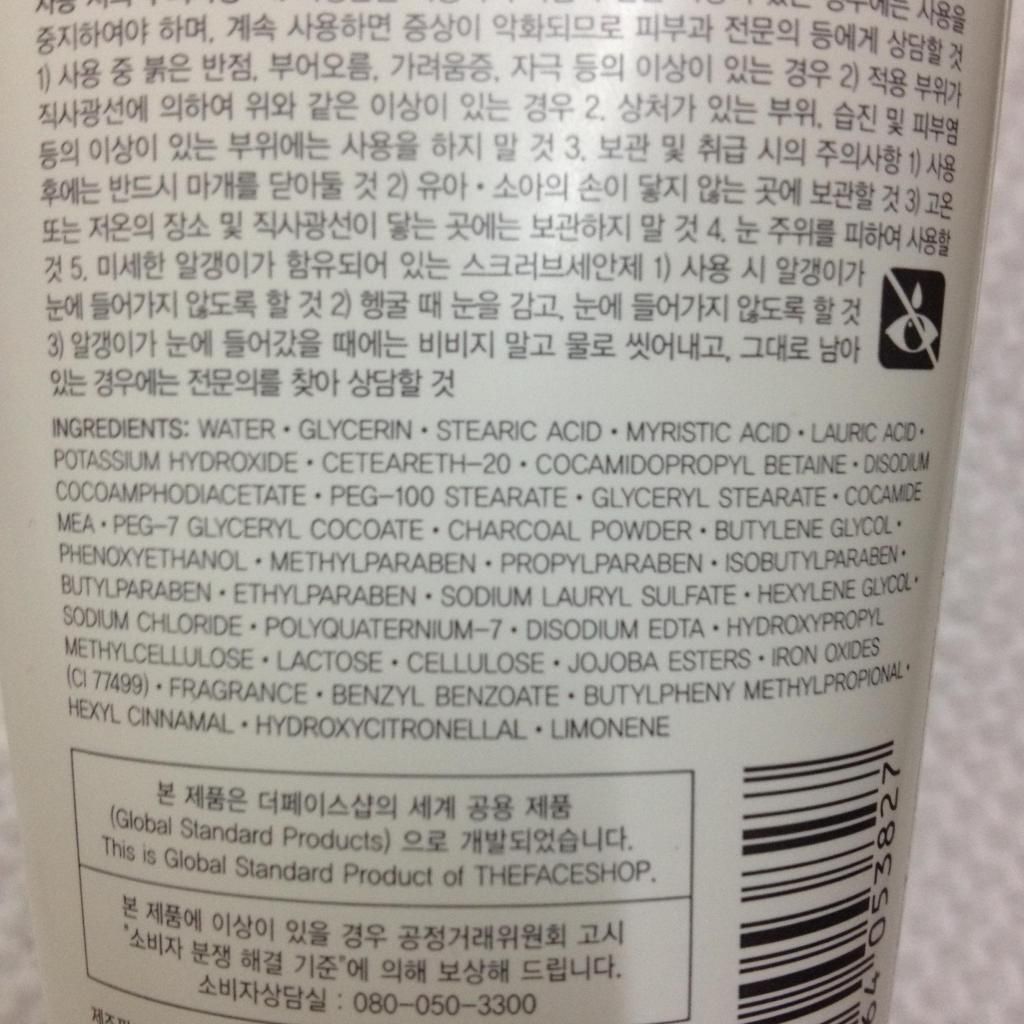 중지하여야 하며, 계속 사용하면 증상이 악화되므로 피부과 전문의 등에게 상담할 것
1) 사용 중 붉은 반점, 부어오름, 가려움증, 자극 등의 이상이 있는 경우 2) 적용 부위가
직사광선에 의하여 위와 같은 이상이 있는 경우 2. 상처가 있는 부위, 습진 및 피부염
등의 이상이 있는 부위에는 사용을 하지 말 것 3. 보관 및 취급 시의 주의사항 1) 사용
후에는 반드시 마개를 닫아둘 것 2) 유아・소아의 손이 닿지 않는 곳에 보관할 것 3) 고온
또는 저온의 장소 및 직사광선이 닿는 곳에는 보관하지 말 것 4. 눈 주위를 피하여 사용할
것 5. 미세한 알갱이가 함유되어 있는 스크러브세안제 1) 사용 시 알갱이가
눈에 들어가지 않도록 할 것 2) 헹굴 때 눈을 감고, 눈에 들어가지 않도록 할 것
3) 알갱이가 눈에 들어갔을 때에는 비비지 말고 물로 씻어내고, 그대로 남아
있는 경우에는 전문의를 찾아 상담할 것
INGREDIENTS: WATER・GLYCERIN・STEARIC ACID・MYRISTIC ACID・LAURIC ACID・
POTASSIUM HYDROXIDE・CETEARETH-20・COCAMIDOPROPYL BETAINE・DISODIUM
COCOAMPHODIACETATE・PEG-100 STEARATE・GLYCERYL STEARATE・COCAMIDE
MEA・PEG-7 GLYCERYL COCOATE・CHARCOAL POWDER・BUTYLENE GLYCOL・
PHENOXYETHANOL・METHYLPARABEN・PROPYLPARABEN・ISOBUTYLPARABEN・
BUTYLPARABEN・ETHYLPARABEN・SODIUM LAURYL SULFATE・HEXYLENE GLYCOL・
SODIUM CHLORIDE・POLYQUATERNIUM-7・DISODIUM EDTA・HYDROXYPROPYL
METHYLCELLULOSE・LACTOSE・CELLULOSE・JOJOBA ESTERS・IRON OXIDES
(CI 77499)・FRAGRANCE・BENZYL BENZOATE・BUTYLPHENY METHYLPROPIONAL・
HEXYL CINNAMAL・HYDROXYCITRONELLAL・LIMONENE
본 제품은 더페이스샵의 세계 공용 제품
(Global Standard Products) 으로 개발되었습니다.
This is Global Standard Product of THEFACESHOP.
본 제품에 이상이 있을 경우 공정거래위원회 고시
"소비자 분쟁 해결 기준"에 의해 보상해 드립니다.
소비자상담실 : 080-050-3300
64053827